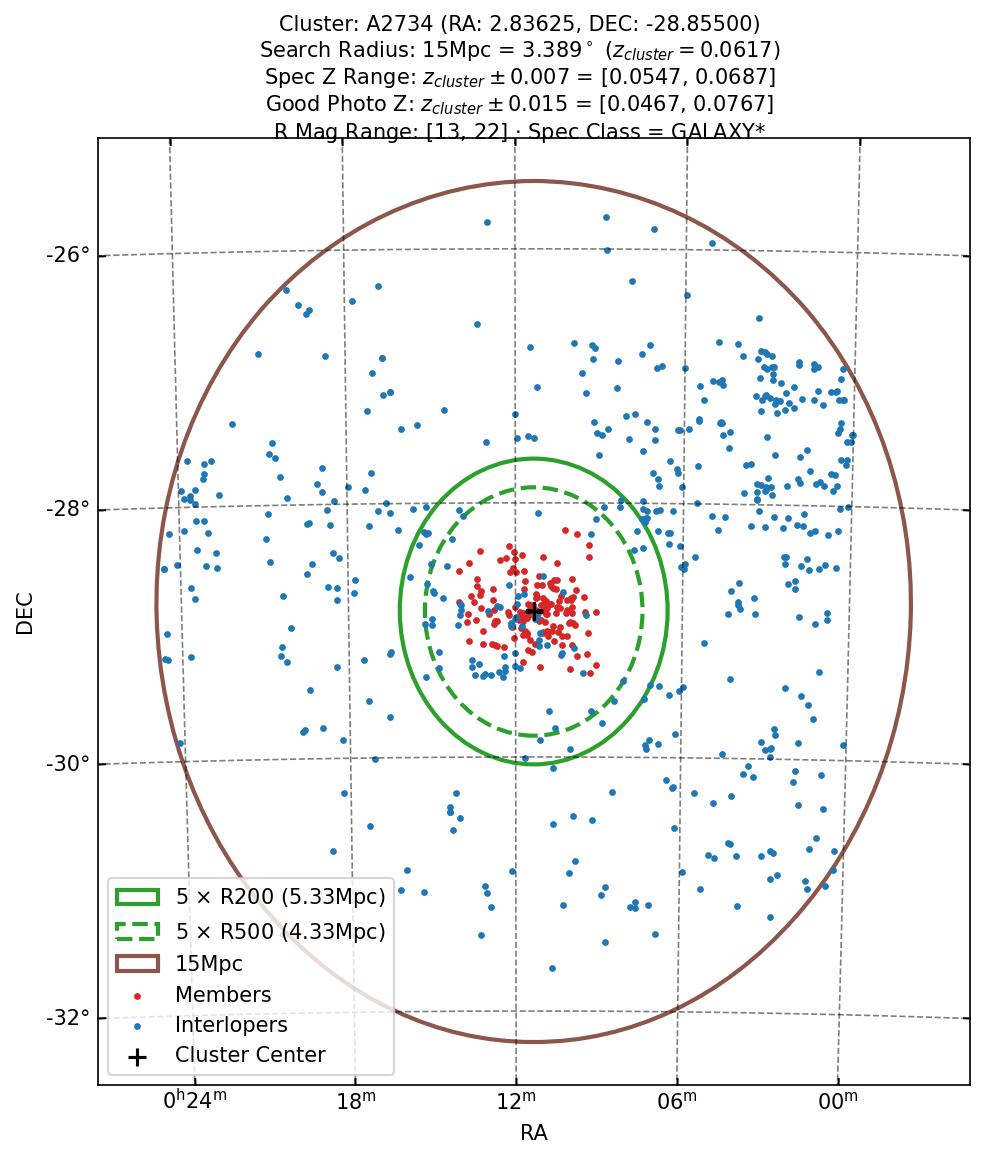 Cluster: A2734 (RA: 2.83625, DEC: -28.85500)
Search Radius: 15Mpc = 3.389° (z_cluster = 0.0617)
Spec Z Range: z_cluster ± 0.007 = [0.0547, 0.0687]
Good Photo Z: z_cluster ± 0.015 = [0.0467, 0.0767]
R Mag Range: [13, 22] · Spec Class = GALAXY*
-26°
-28°
-30°
-32°
DEC
5 × R200 (5.33Mpc)
5 × R500 (4.33Mpc)
15Mpc
Members
Interlopers
Cluster Center
0h24m 18m 12m 06m 00m
RA